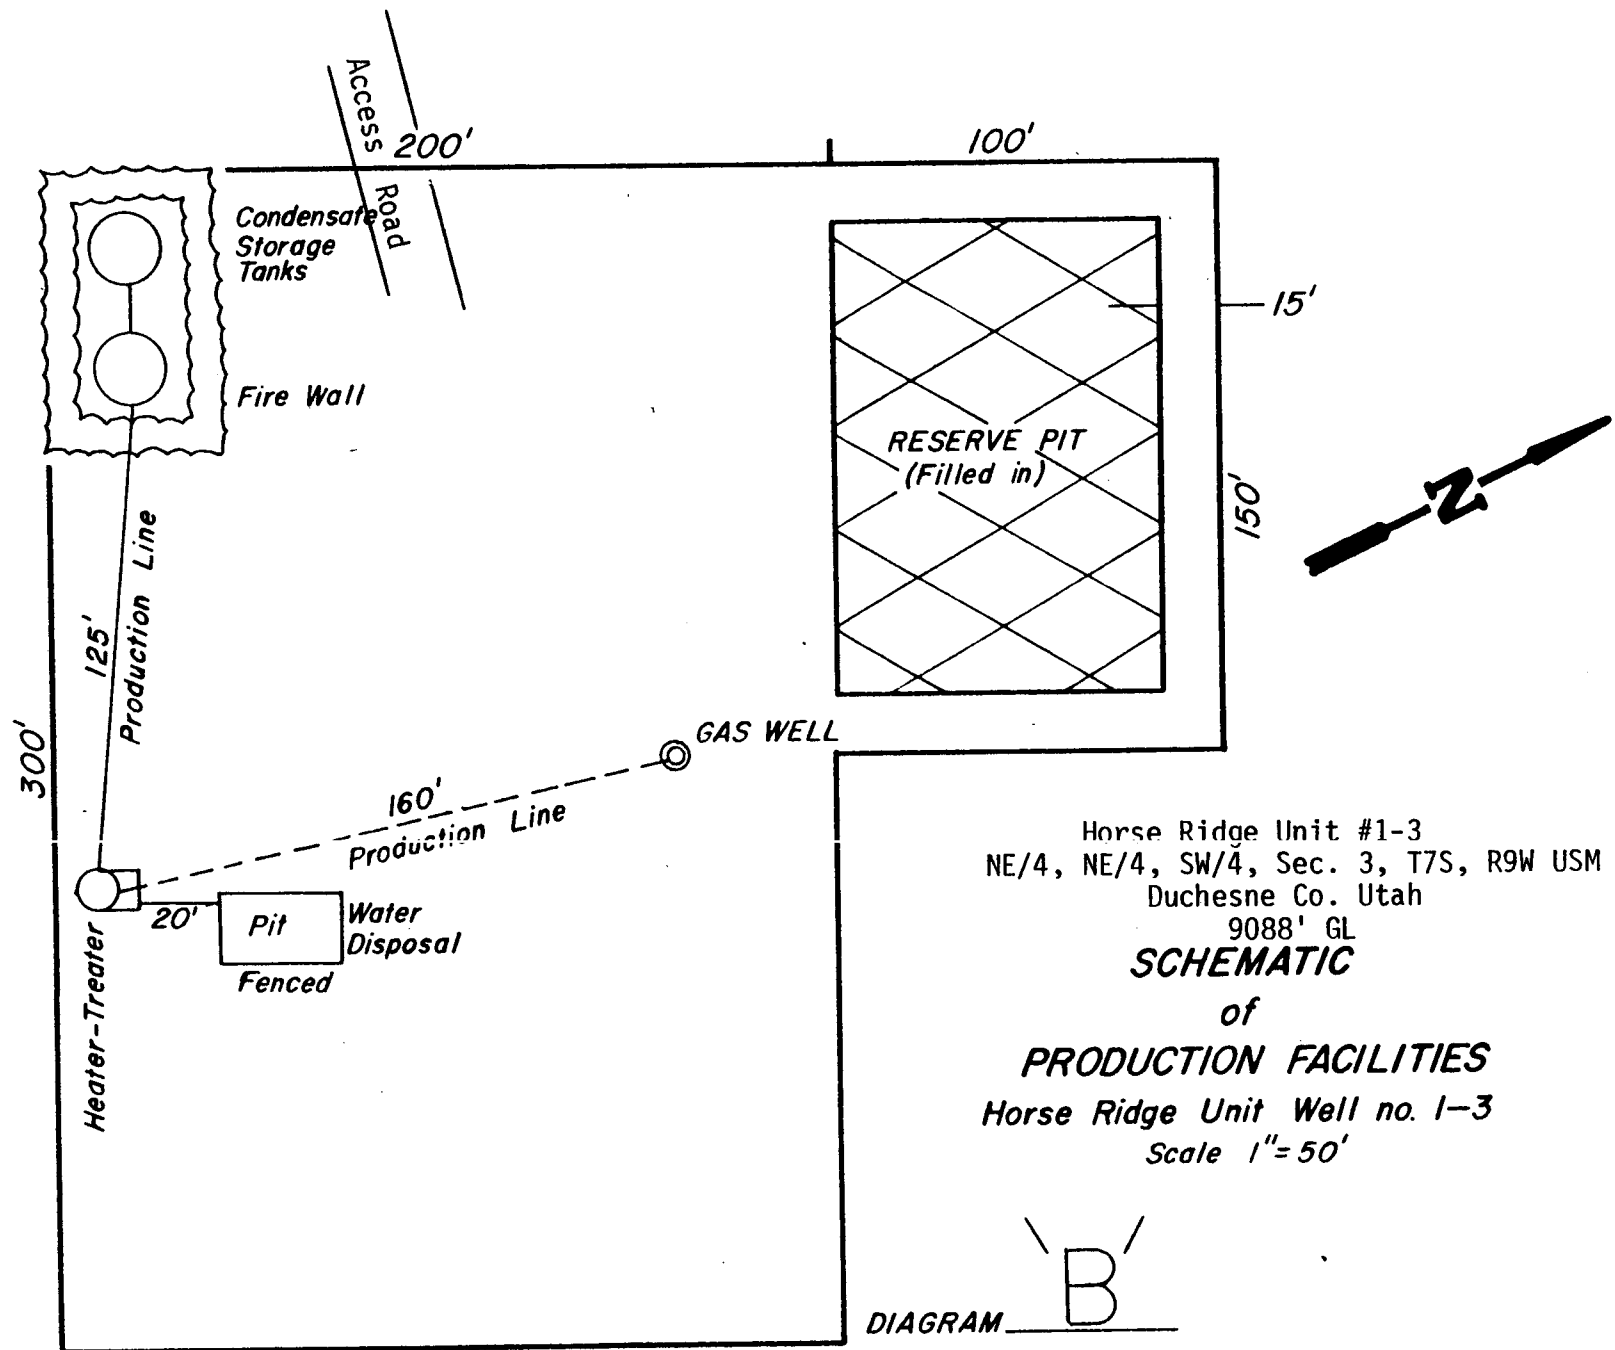 Access
Road
200'
100'
Condensate
Storage
Tanks
15'
Fire Wall
RESERVE PIT
(Filled in)
150'
N
125'
Production Line
300'
GAS WELL
160'
Production Line
20'
Pit
Water
Disposal
Fenced
Heater-Treater
Horse Ridge Unit #1-3
NE/4, NE/4, SW/4, Sec. 3, T7S, R9W USM
Duchesne Co. Utah
9088' GL
SCHEMATIC
of
PRODUCTION FACILITIES
Horse Ridge Unit Well no. 1-3
Scale 1"=50'
DIAGRAM B